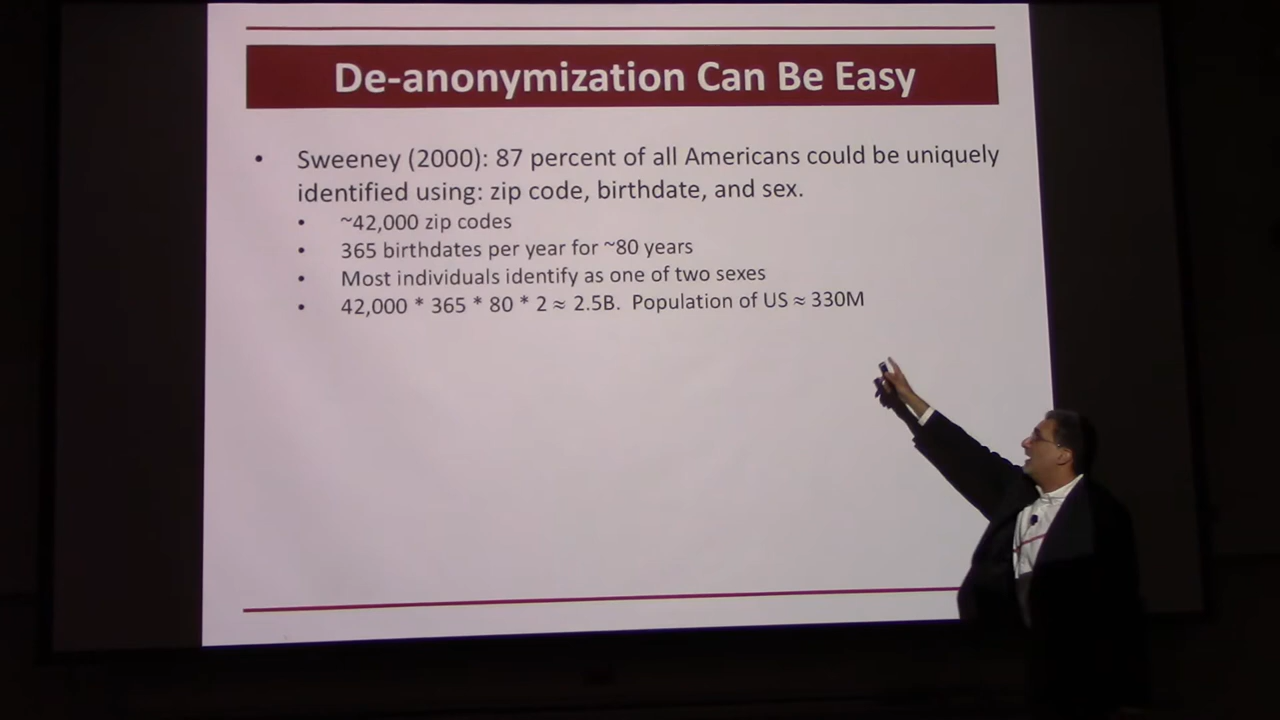 De-anonymization Can Be Easy
• Sweeney (2000): 87 percent of all Americans could be uniquely
identified using: zip code, birthdate, and sex.
• ~42,000 zip codes
• 365 birthdates per year for ~80 years
• Most individuals identify as one of two sexes
• 42,000 * 365 * 80 * 2 ≈ 2.5B. Population of US ≈ 330M